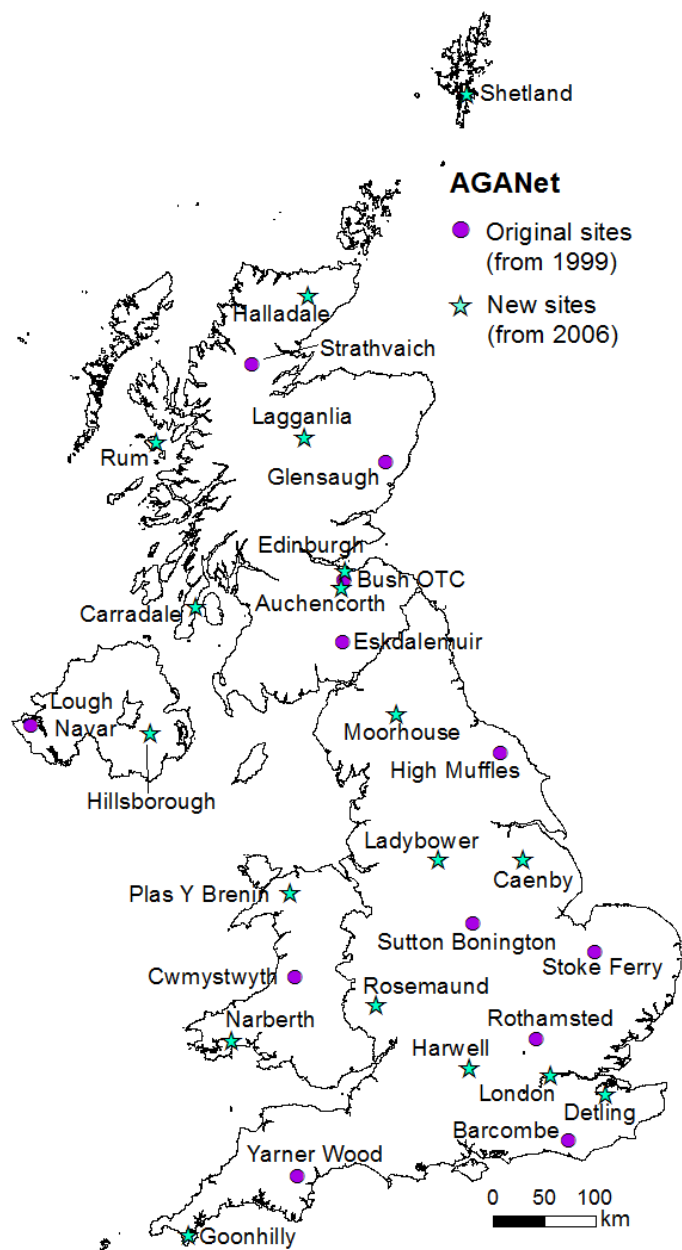 Shetland
AGANet
Original sites
(from 1999)
New sites
(from 2006)
Halladale
Strathvaich
Lagganlia
Rum
Glensaugh
Edinburgh
Bush OTC
Auchencorth
Carradale
Eskdalemuir
Lough
Navar
Moorhouse
High Muffles
Hillsborough
Ladybower
Caenby
Plas Y Brenin
Sutton Bonington
Stoke Ferry
Cwmystwyth
Rosemaund
Narberth
Rothamsted
Harwell
London
Detling
Barcombe
Yarner Wood
0 50 100
km
Goonhilly